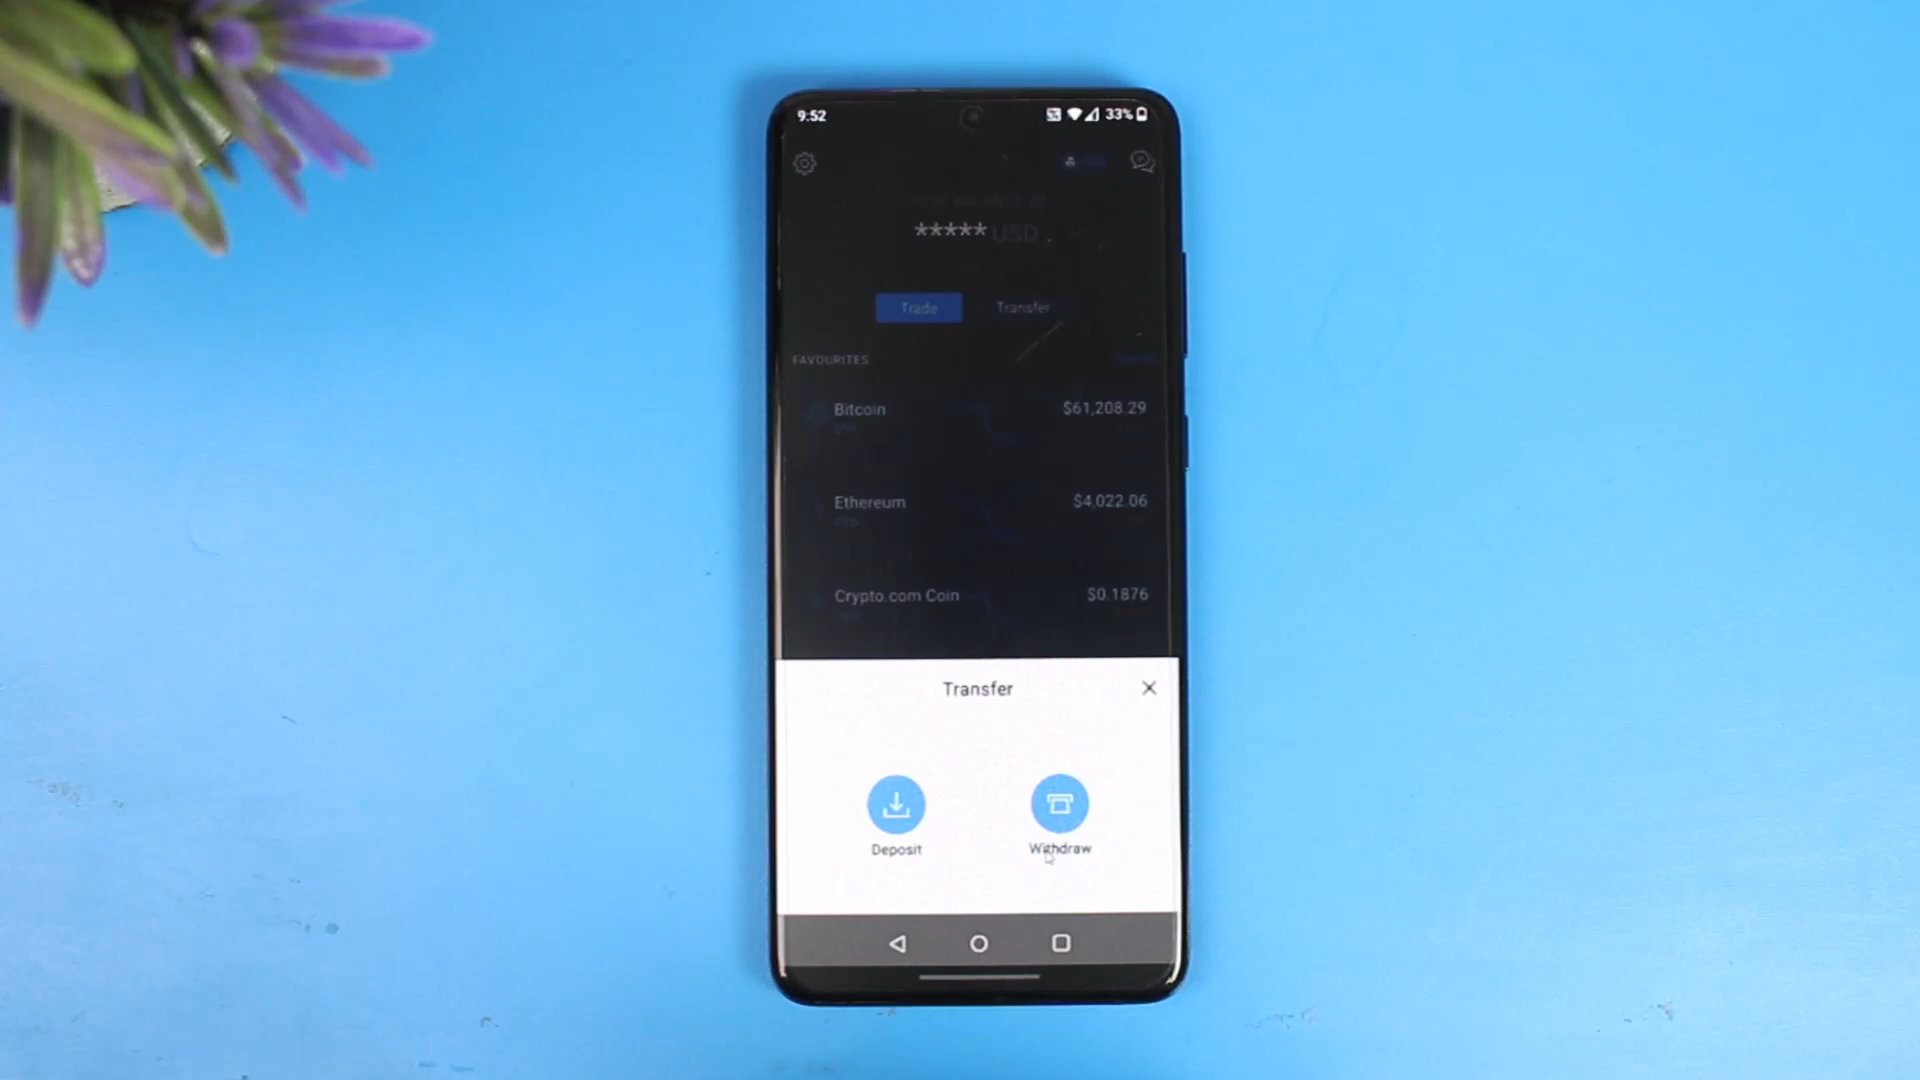 9:52 33%
***** USD
Trade Transfer
FAVOURITES
Bitcoin $61,208.29
Ethereum $4,022.06
Crypto.com Coin $0.1876
Transfer
Deposit Withdraw